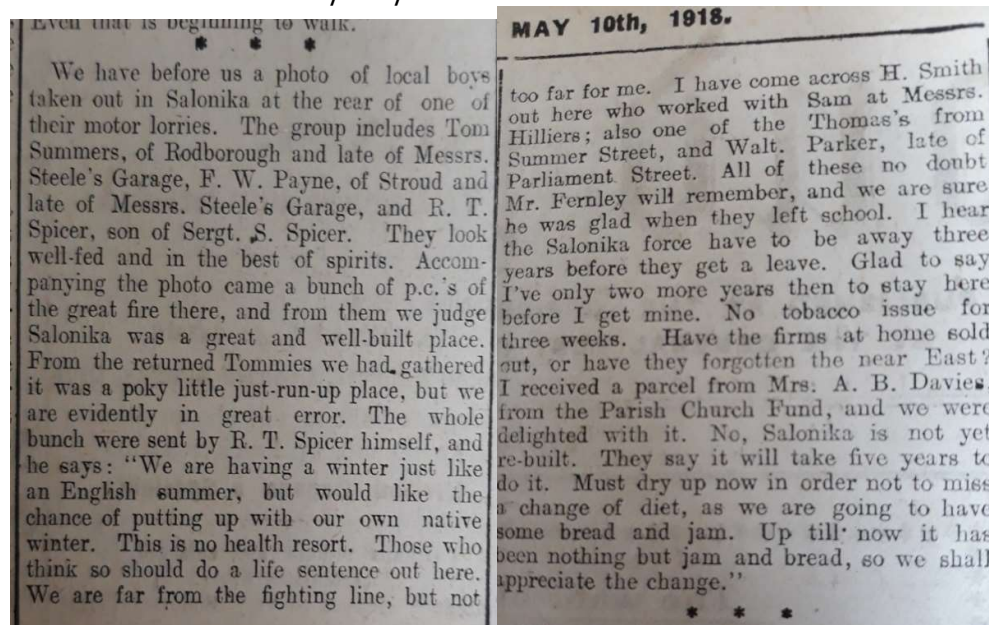 Even that is beginning to walk.
* * *
We have before us a photo of local boys
taken out in Salonika at the rear of one of
their motor lorries. The group includes Tom
Summers, of Rodborough and late of Messrs.
Steele's Garage, F. W. Payne, of Stroud and
late of Messrs. Steele's Garage, and R. T.
Spicer, son of Sergt. S. Spicer. They look
well-fed and in the best of spirits. Accom-
panying the photo came a bunch of p.c.'s of
the great fire there, and from them we judge
Salonika was a great and well-built place.
From the returned Tommies we had gathered
it was a poky little just-run-up place, but we
are evidently in great error. The whole
bunch were sent by R. T. Spicer himself, and
he says: "We are having a winter just like
an English summer, but would like the
chance of putting up with our own native
winter. This is no health resort. Those who
think so should do a life sentence out here.
We are far from the fighting line, but not
MAY 10th, 1918.
too far for me. I have come across H. Smith
out here who worked with Sam at Messrs.
Hilliers; also one of the Thomas's from
Summer Street, and Walt. Parker, late of
Parliament Street. All of these no doubt
Mr. Fernley will remember, and we are sure
he was glad when they left school. I hear
the Salonika force have to be away three
years before they get a leave. Glad to say
I've only two more years then to stay here
before I get mine. No tobacco issue for
three weeks. Have the firms at home sold
out, or have they forgotten the near East?
I received a parcel from Mrs. A. B. Davies
from the Parish Church Fund, and we were
delighted with it. No, Salonika is not yet
re-built. They say it will take five years to
do it. Must dry up now in order not to miss
a change of diet, as we are going to have
some bread and jam. Up till now it has
been nothing but jam and bread, so we shall
appreciate the change."
* * *